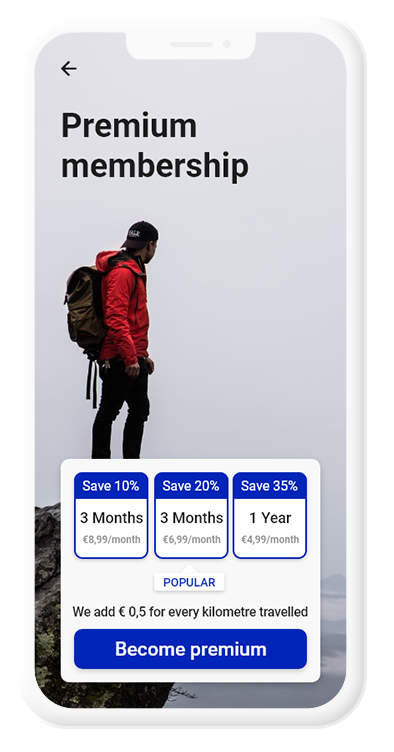 Premium
membership
Save 10% Save 20% Save 35%
3 Months 3 Months 1 Year
€8,99/month €6,99/month €4,99/month
POPULAR
We add € 0,5 for every kilometre travelled
Become premium